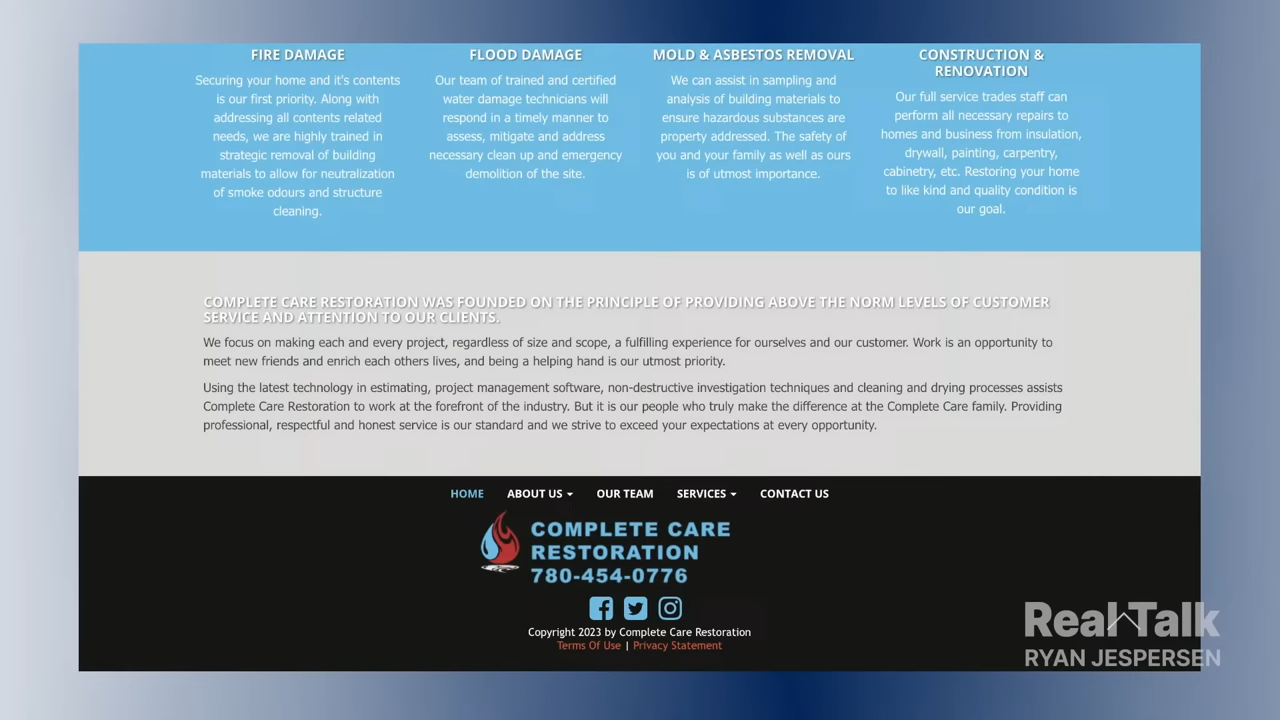 FIRE DAMAGE
Securing your home and it's contents
is our first priority. Along with
addressing all contents related
needs, we are highly trained in
strategic removal of building
materials to allow for neutralization
of smoke odours and structure
cleaning.
FLOOD DAMAGE
Our team of trained and certified
water damage technicians will
respond in a timely manner to
assess, mitigate and address
necessary clean up and emergency
demolition of the site.
MOLD & ASBESTOS REMOVAL
We can assist in sampling and
analysis of building materials to
ensure hazardous substances are
property addressed. The safety of
you and your family as well as ours
is of utmost importance.
CONSTRUCTION &
RENOVATION
Our full service trades staff can
perform all necessary repairs to
homes and business from insulation,
drywall, painting, carpentry,
cabinetry, etc. Restoring your home
to like kind and quality condition is
our goal.
COMPLETE CARE RESTORATION WAS FOUNDED ON THE PRINCIPLE OF PROVIDING ABOVE THE NORM LEVELS OF CUSTOMER
SERVICE AND ATTENTION TO OUR CLIENTS.
We focus on making each and every project, regardless of size and scope, a fulfilling experience for ourselves and our customer. Work is an opportunity to
meet new friends and enrich each others lives, and being a helping hand is our utmost priority.
Using the latest technology in estimating, project management software, non-destructive investigation techniques and cleaning and drying processes assists
Complete Care Restoration to work at the forefront of the industry. But it is our people who truly make the difference at the Complete Care family. Providing
professional, respectful and honest service is our standard and we strive to exceed your expectations at every opportunity.
HOME ABOUT US OUR TEAM SERVICES CONTACT US
COMPLETE CARE
RESTORATION
780-454-0776
Copyright 2023 by Complete Care Restoration
Terms Of Use | Privacy Statement
Real Talk
RYAN JESPERSEN